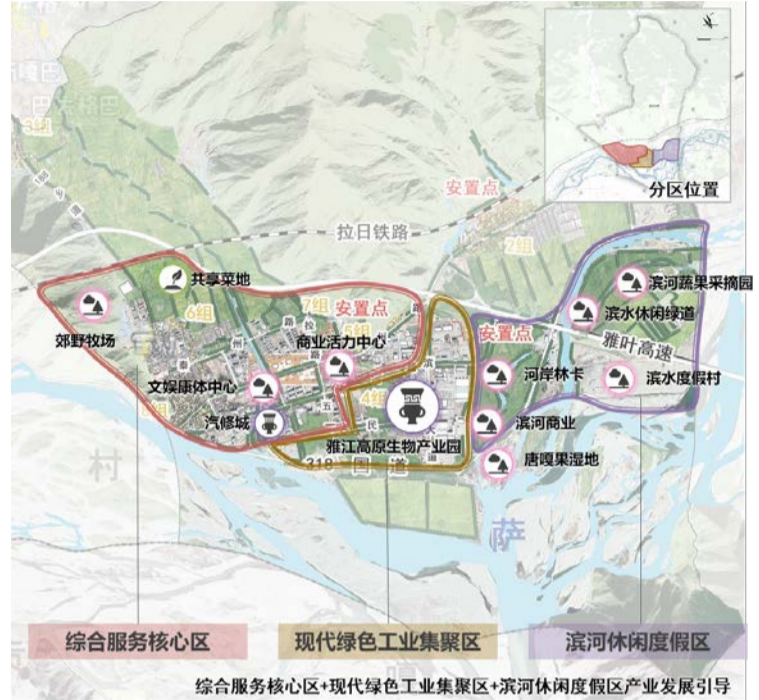 分区位置
安置点
拉日铁路
2组
3组
共享菜地
6组
7组
安置点
5组
郊野牧场
商业活力中心
安置点
滨河蔬果采摘园
滨水休闲绿道
雅叶高速
文娱康体中心
河岸林卡
滨水度假村
汽修城
4组
滨河商业
雅江高原生物产业园
唐嘎果湿地
318 国 道
村
萨
综合服务核心区
现代绿色工业集聚区
滨河休闲度假区
综合服务核心区+现代绿色工业集聚区+滨河休闲度假区产业发展引导